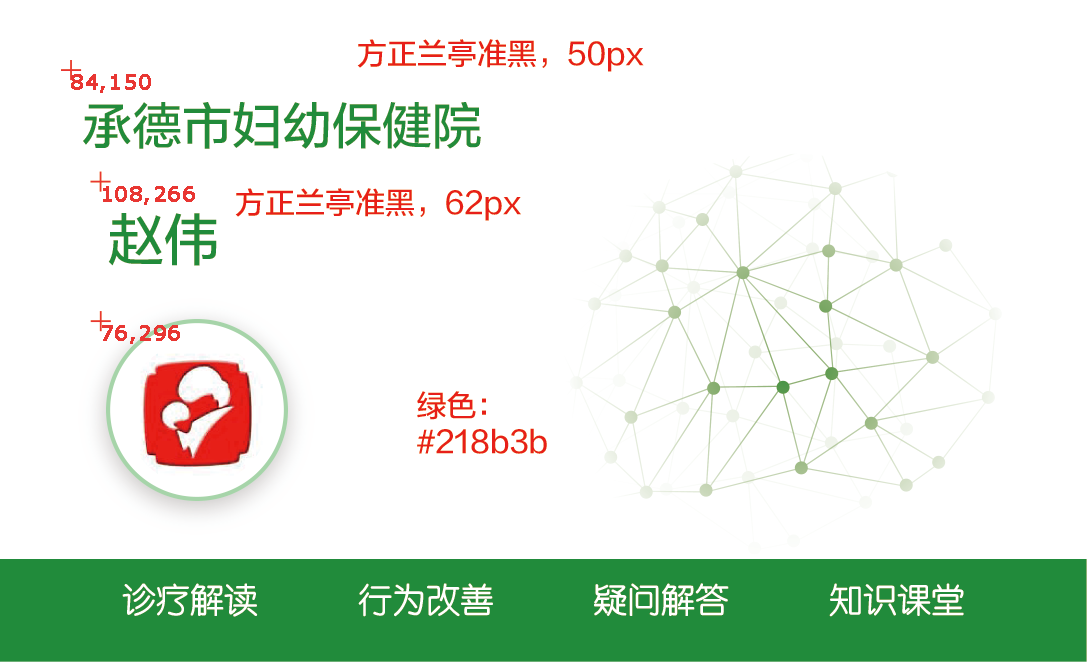 方正兰亭准黑，50px
84,150
承德市妇幼保健院
108,266
方正兰亭准黑，62px
赵伟
76,296
绿色：
#218b3b
诊疗解读 行为改善 疑问解答 知识课堂